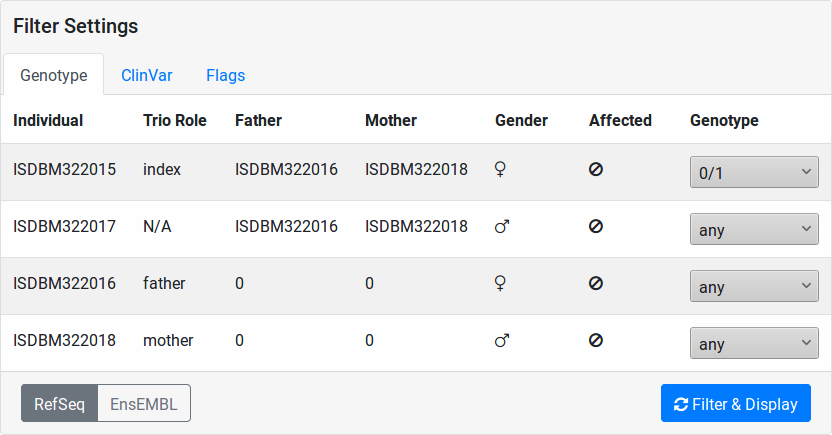 Filter Settings
Genotype ClinVar Flags
Individual Trio Role Father Mother Gender Affected Genotype
ISDBM322015 index ISDBM322016 ISDBM322018 ♀ 0/1
ISDBM322017 N/A ISDBM322016 ISDBM322018 ♂ any
ISDBM322016 father 0 0 ♀ any
ISDBM322018 mother 0 0 ♂ any
RefSeq EnsEMBL Filter & Display